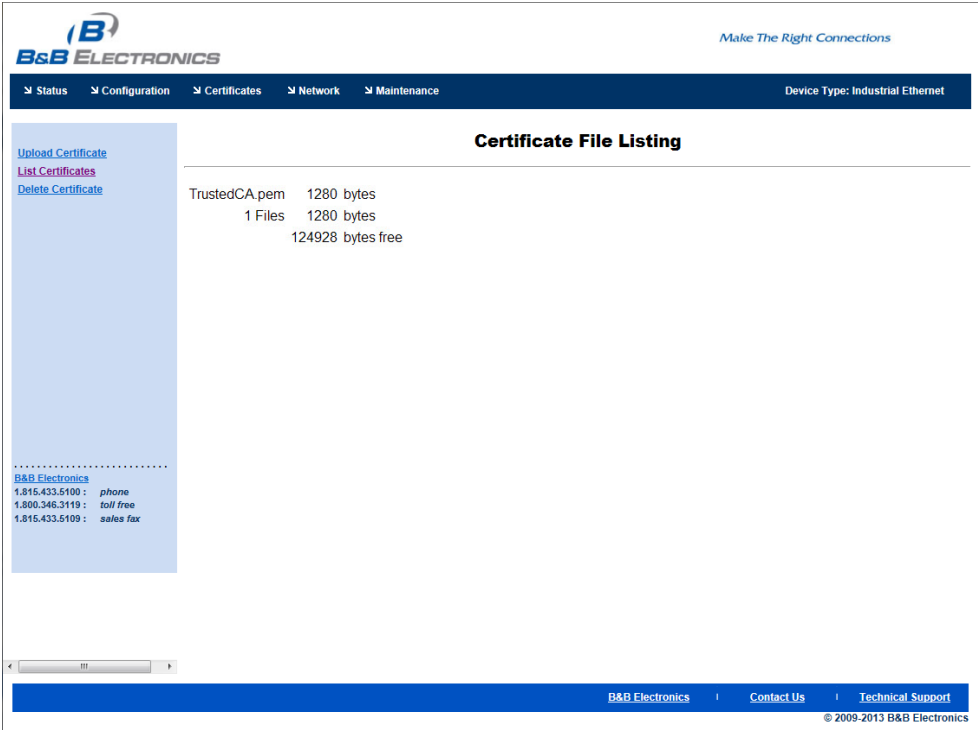 B
B&B ELECTRONICS
Make The Right Connections
Status Configuration Certificates Network Maintenance Device Type: Industrial Ethernet
Upload Certificate
List Certificates
Delete Certificate
B&B Electronics
1.815.433.5100 : phone
1.800.346.3119 : toll free
1.815.433.5109 : sales fax
Certificate File Listing
TrustedCA.pem 1280 bytes
1 Files 1280 bytes
124928 bytes free
B&B Electronics | Contact Us | Technical Support
© 2009-2013 B&B Electronics